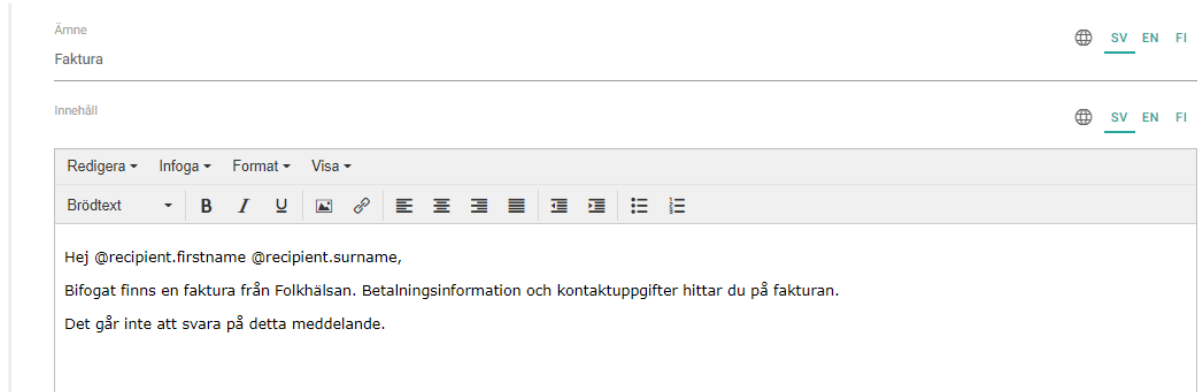 Ämne
SV EN FI
Faktura
Innehåll
SV EN FI
Redigera Infoga Format Visa
Brödtext B I U
Hej @recipient.firstname @recipient.surname,
Bifogat finns en faktura från Folkhälsan. Betalningsinformation och kontaktuppgifter hittar du på fakturan.
Det går inte att svara på detta meddelande.